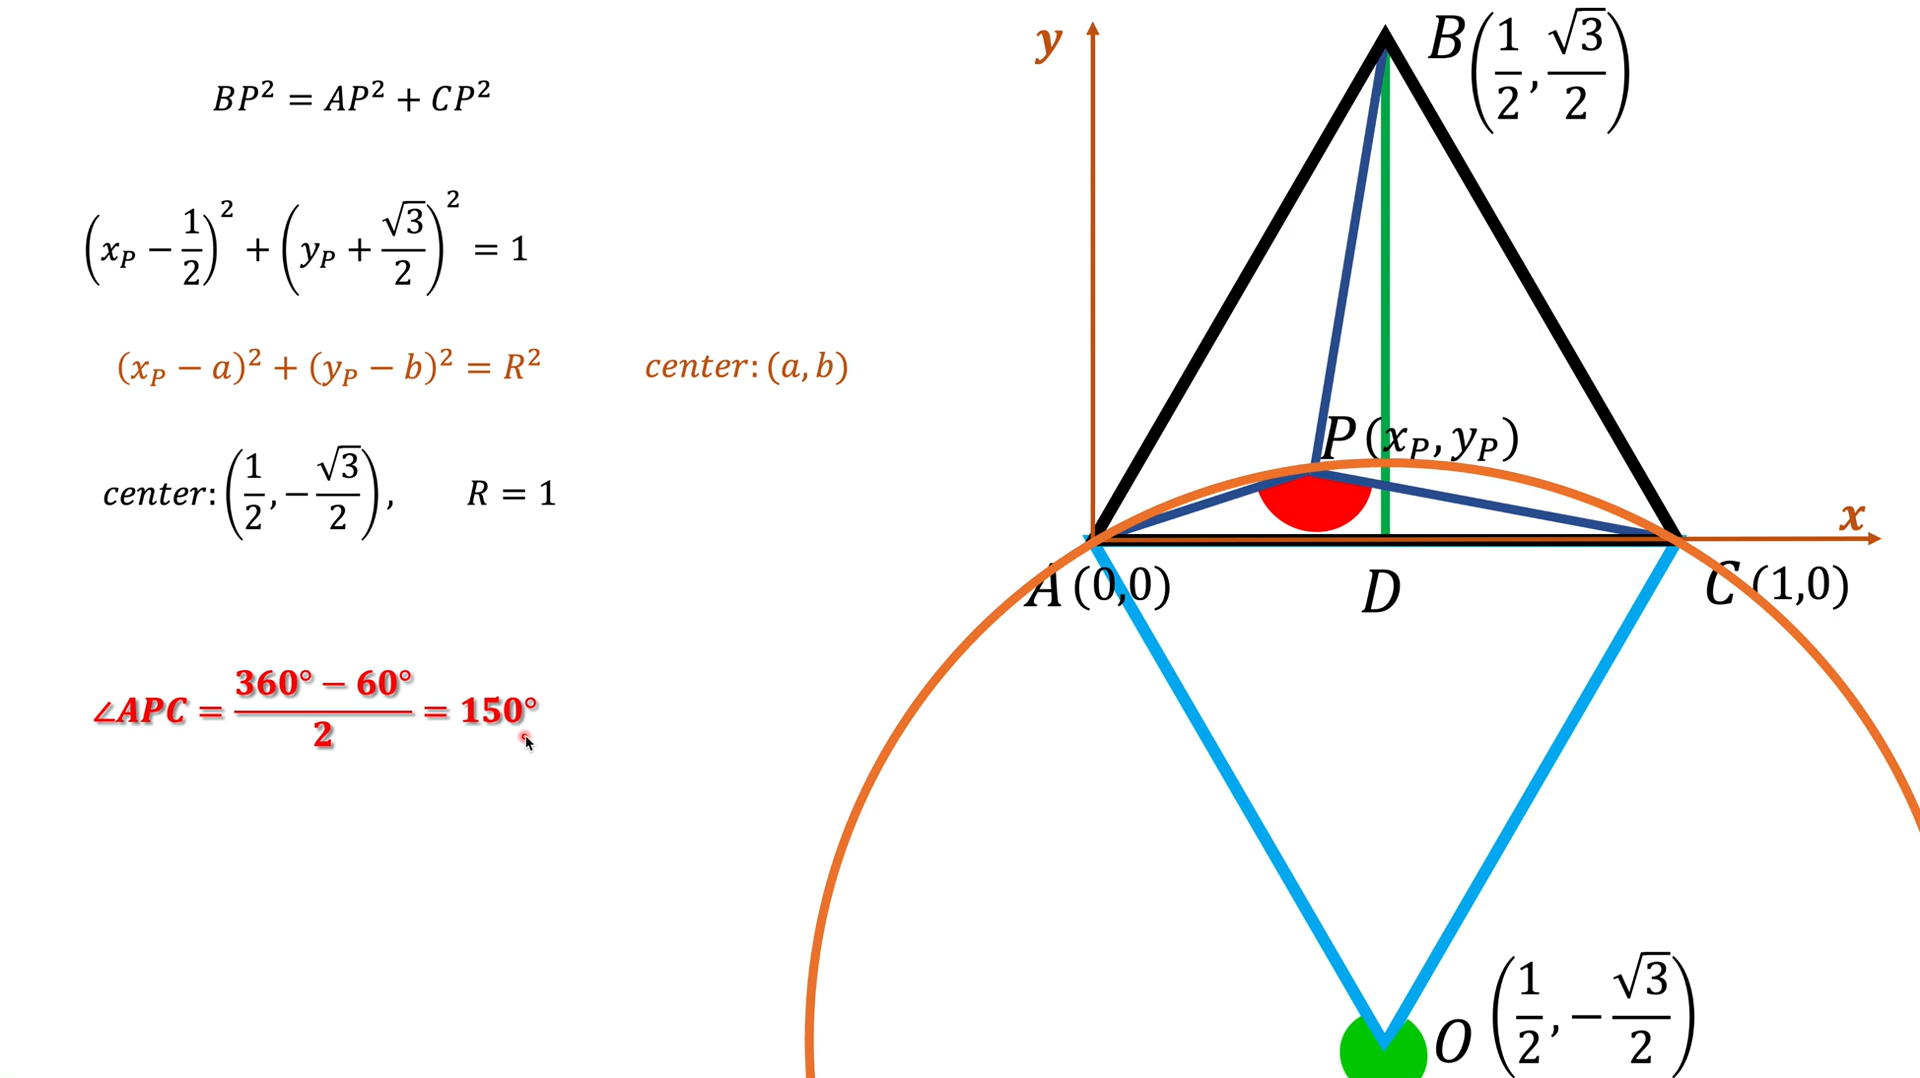 BP² = AP² + CP²
(x_P − 1/2)² + (y_P + √3/2)² = 1
(x_P − a)² + (y_P − b)² = R² center: (a, b)
center: (1/2, −√3/2), R = 1
∠APC = (360° − 60°)/2 = 150°
y
B(1/2, √3/2)
P(x_P, y_P)
x
A(0,0)
D
C(1,0)
O(1/2, −√3/2)